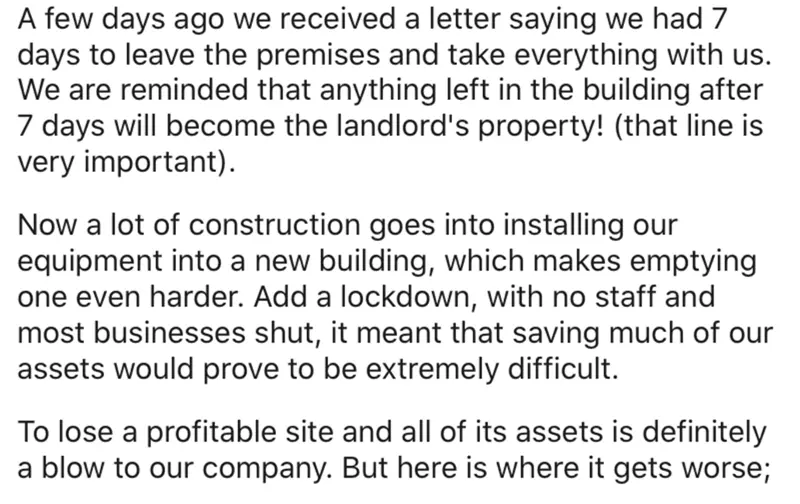 A few days ago we received a letter saying we had 7
days to leave the premises and take everything with us.
We are reminded that anything left in the building after
7 days will become the landlord's property! (that line is
very important).
Now a lot of construction goes into installing our
equipment into a new building, which makes emptying
one even harder. Add a lockdown, with no staff and
most businesses shut, it meant that saving much of our
assets would prove to be extremely difficult.
To lose a profitable site and all of its assets is definitely
a blow to our company. But here is where it gets worse;